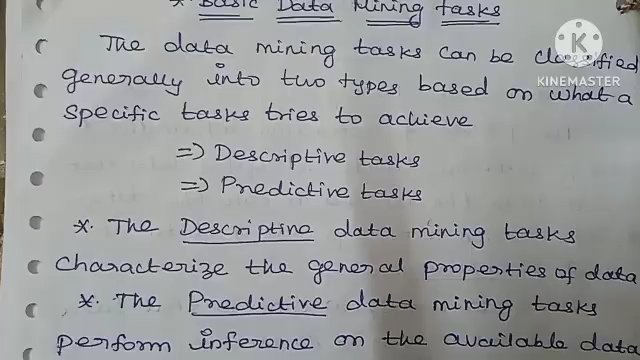 * Basic Data Mining tasks
The data mining tasks can be classified
generally into two types based on what a
specific tasks tries to achieve
=> Descriptive tasks
=> Predictive tasks
*. The Descriptive data mining tasks
characterize the general properties of data
*. The Predictive data mining tasks
perform inference on the available data
K
KINEMASTER